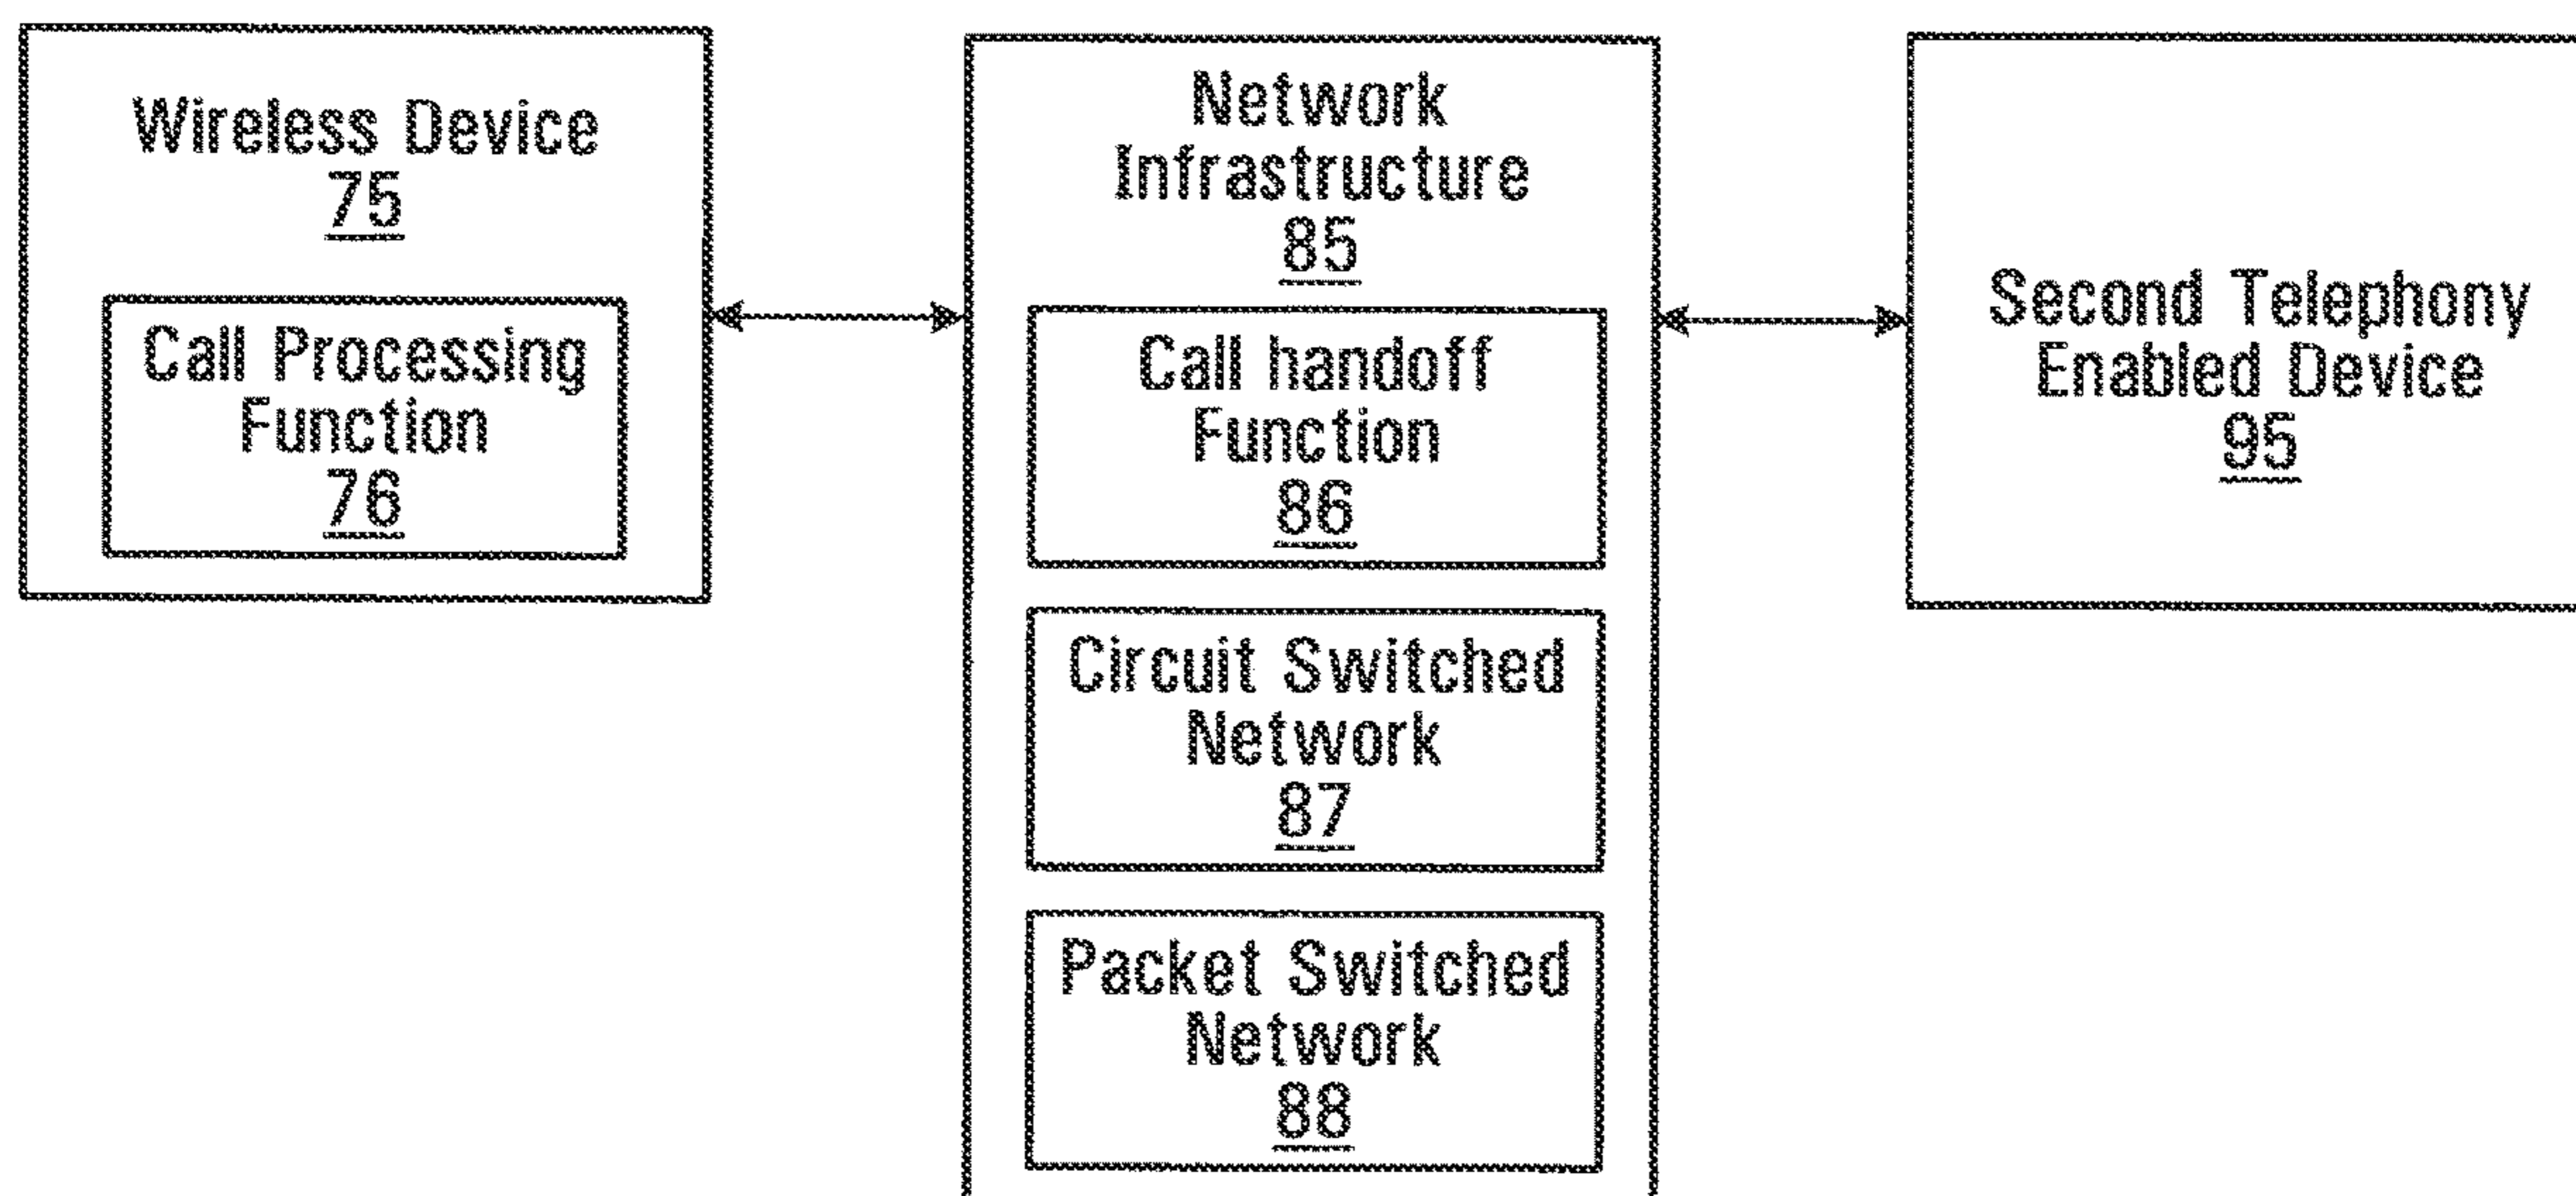 Wireless Device
75
Call Processing
Function
76
Network
Infrastructure
85
Call handoff
Function
86
Circuit Switched
Network
87
Packet Switched
Network
88
Second Telephony
Enabled Device
95